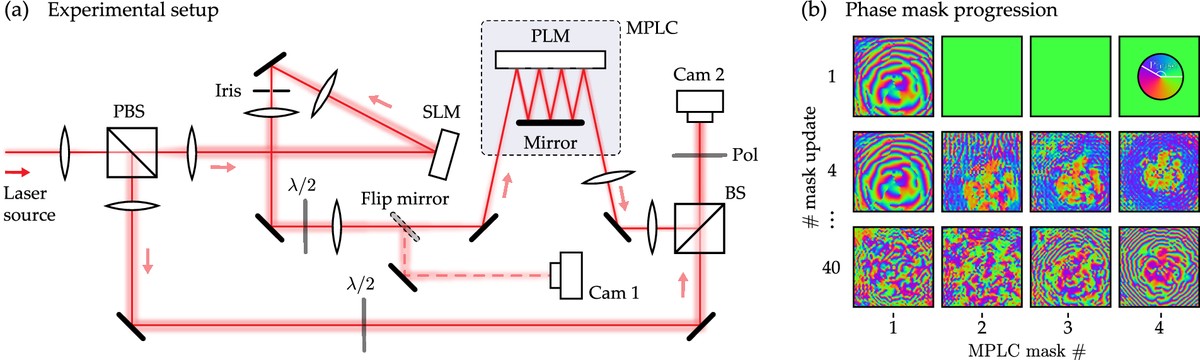 (a) Experimental setup
PLM
MPLC
Iris
Cam 2
PBS
SLM
Mirror
Pol
Laser
source
λ/2
Flip mirror
BS
Cam 1
λ/2
(b) Phase mask progression
# mask update
1
4
...
40
1
2
3
4
MPLC mask #